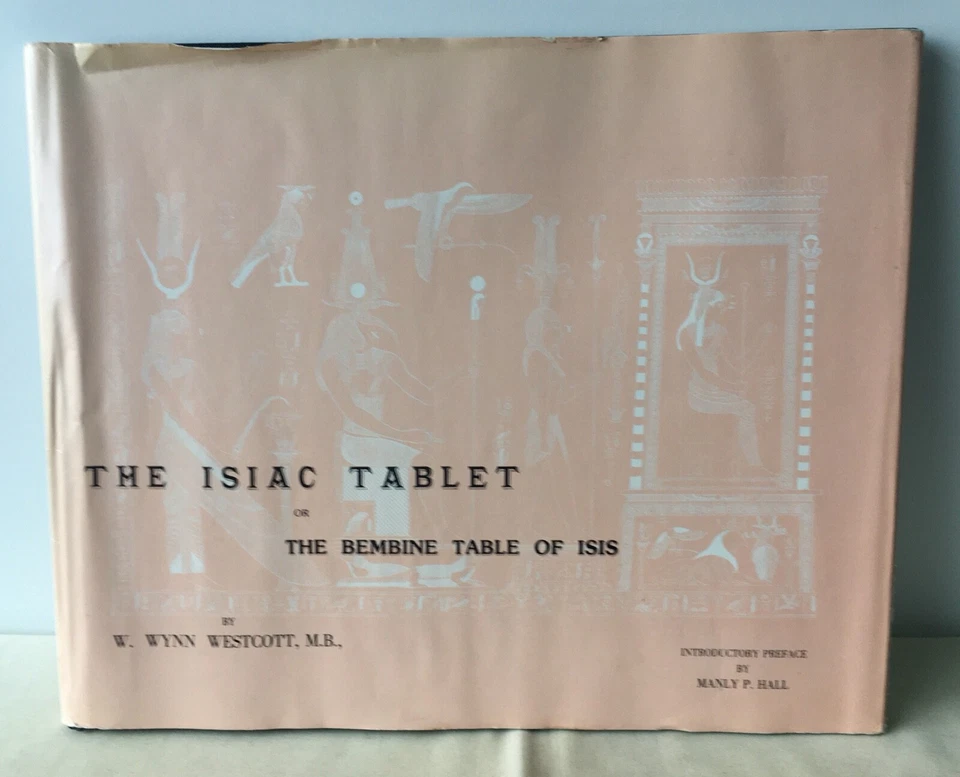 THE ISIAC TABLET
OR
THE BEMBINE TABLE OF ISIS
BY
W. WYNN WESTCOTT, M.B.,
INTRODUCTORY PREFACE
BY
MANLY P. HALL